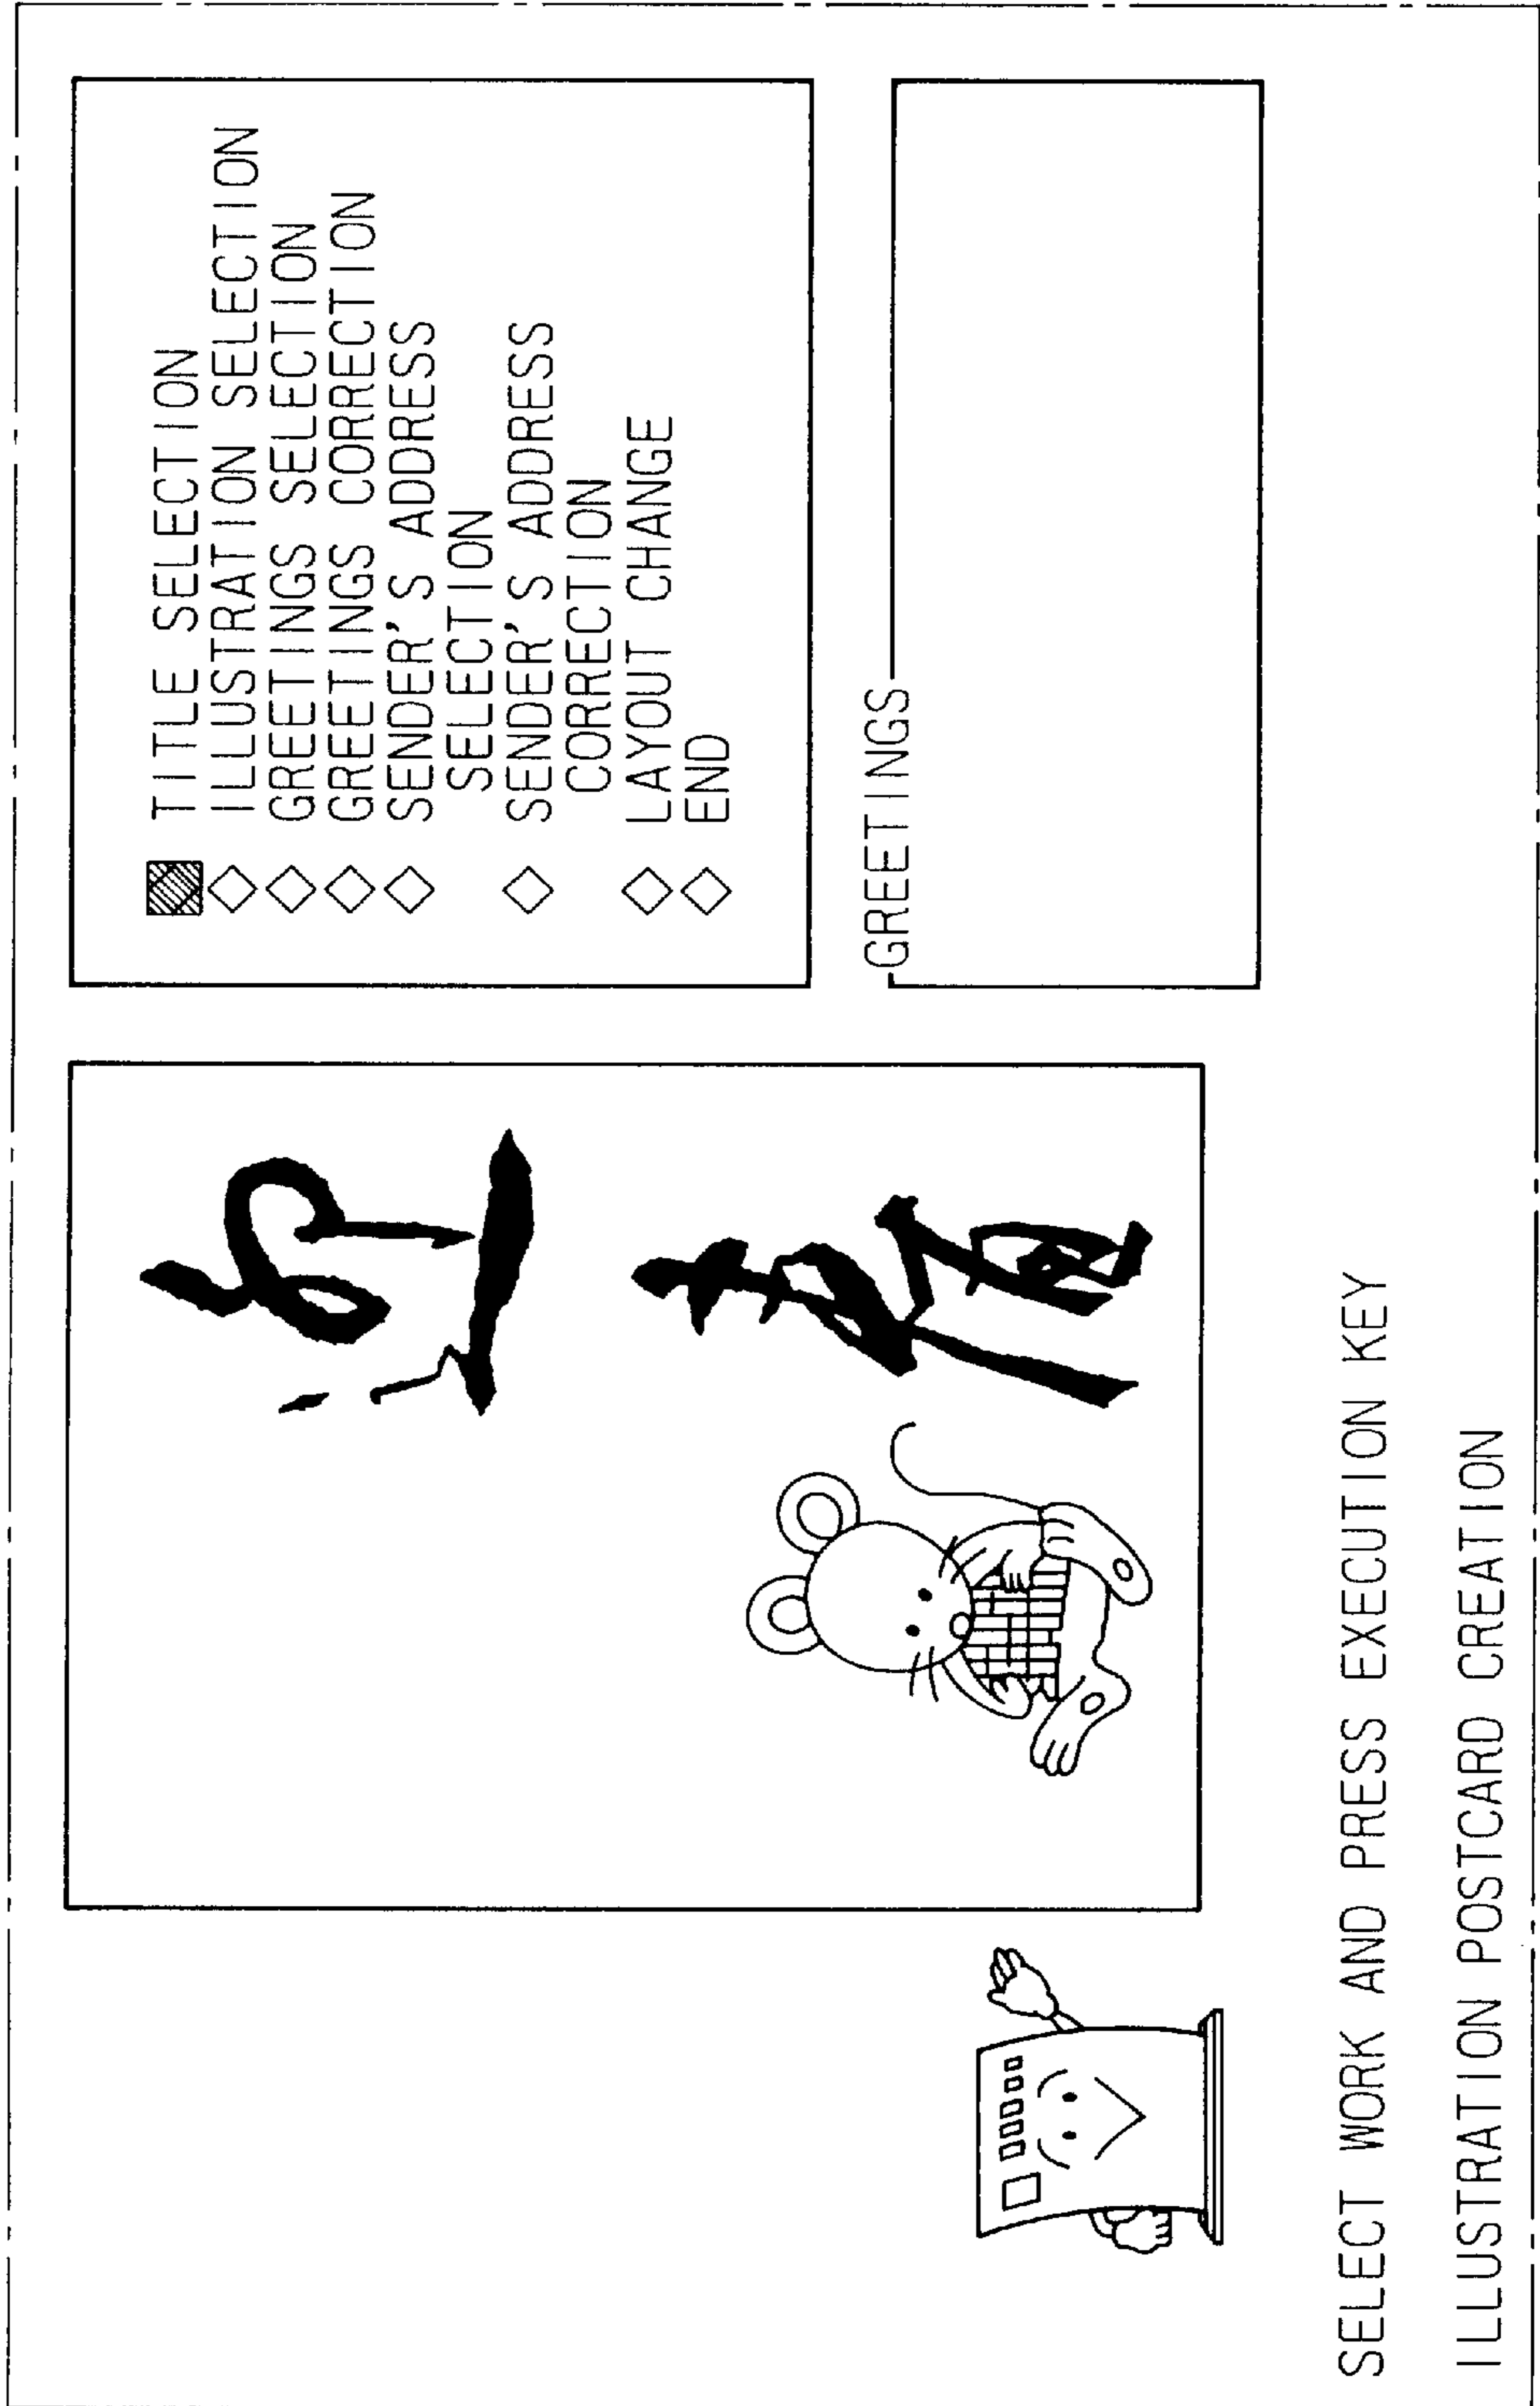 TITLE SELECTION
ILLUSTRATION SELECTION
GREETINGS SELECTION
GREETINGS CORRECTION
SENDER'S ADDRESS
SELECTION
SENDER'S ADDRESS
CORRECTION
LAYOUT CHANGE
END
GREETINGS
SELECT WORK AND PRESS EXECUTION KEY
ILLUSTRATION POSTCARD CREATION